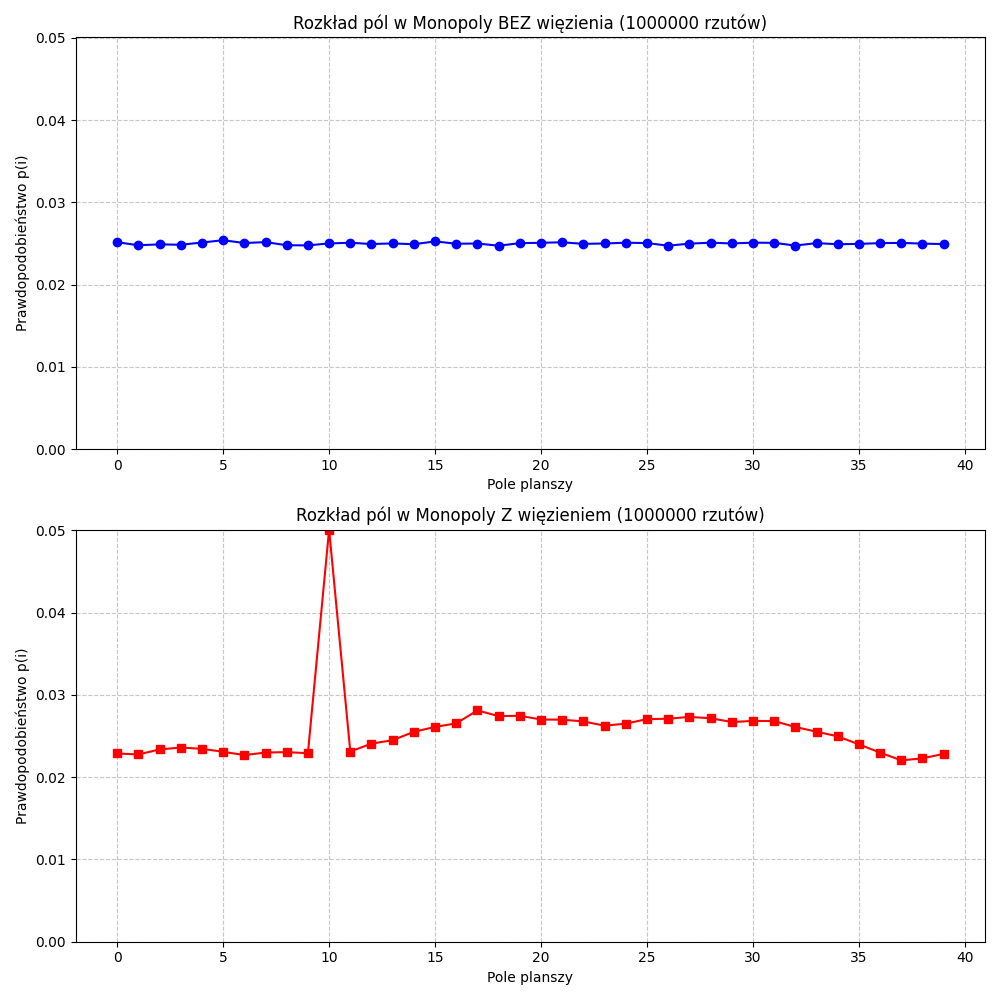 Rozkład pól w Monopoly BEZ więzienia (1000000 rzutów)
0.05
0.04
0.03
0.02
0.01
0.00
Prawdopodobieństwo p(i)
0 5 10 15 20 25 30 35 40
Pole planszy
Rozkład pól w Monopoly Z więzieniem (1000000 rzutów)
0.05
0.04
0.03
0.02
0.01
0.00
Prawdopodobieństwo p(i)
0 5 10 15 20 25 30 35 40
Pole planszy